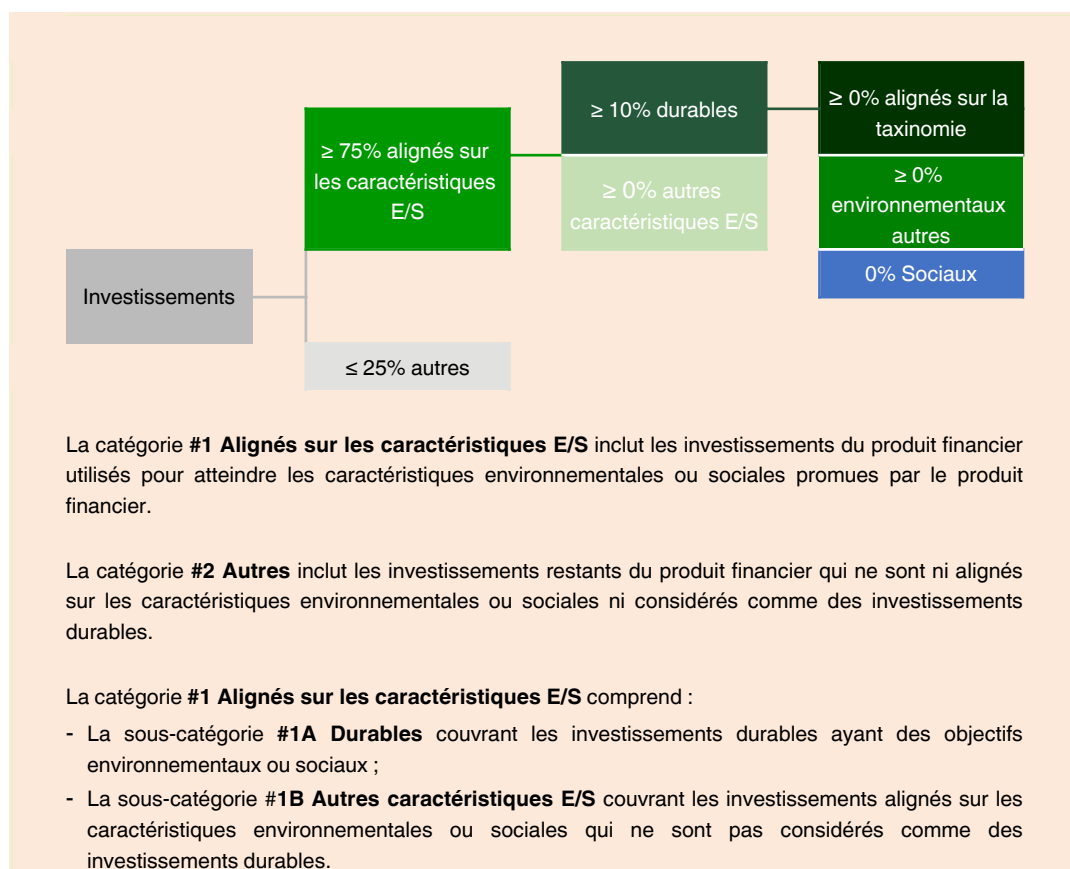 ≥ 10% durables
≥ 0% alignés sur la
taxinomie
≥ 75% alignés sur
les caractéristiques
E/S
≥ 0% autres
caractéristiques E/S
≥ 0%
environnementaux
autres
0% Sociaux
Investissements
≤ 25% autres
La catégorie #1 Alignés sur les caractéristiques E/S inclut les investissements du produit financier
utilisés pour atteindre les caractéristiques environnementales ou sociales promues par le produit
financier.
La catégorie #2 Autres inclut les investissements restants du produit financier qui ne sont ni alignés
sur les caractéristiques environnementales ou sociales ni considérés comme des investissements
durables.
La catégorie #1 Alignés sur les caractéristiques E/S comprend :
- La sous-catégorie #1A Durables couvrant les investissements durables ayant des objectifs
environnementaux ou sociaux ;
- La sous-catégorie #1B Autres caractéristiques E/S couvrant les investissements alignés sur les
caractéristiques environnementales ou sociales qui ne sont pas considérés comme des
investissements durables.